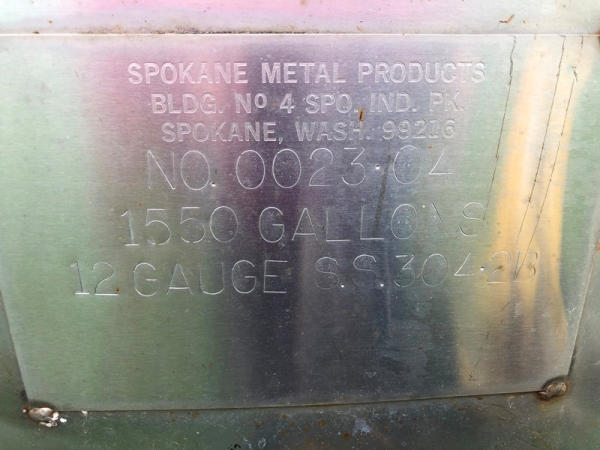 SPOKANE METAL PRODUCTS
BLDG. Nº 4 SPO. IND. PK.
SPOKANE, WASH. 99216
NO. 0023-04
1550 GALLONS
12 GAUGE S.S. 304-2B